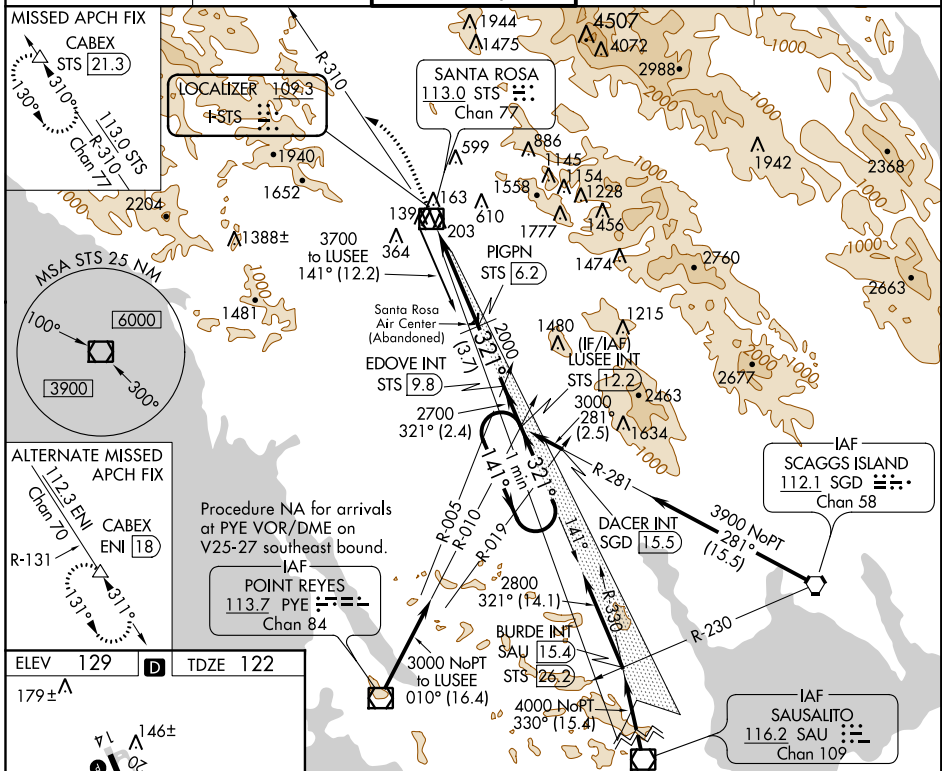 MISSED APCH FIX
CABEX
STS 21.3
310°
130°
113.0 STS
R-310
Chan 77
R-310
LOCALIZER 109.3
I-STS
SANTA ROSA
113.0 STS
Chan 77
1944
1475
4507
4072
2988
1000
2000
1000
1942
2368
1000
1940
1652
2204
2000
1388±
1000
1481
599
886
1145
1154
1558
1228
1777
1456
1474
163
139
203
610
364
2760
2663
1000
3700
to LUSEE
141° (12.2)
PIGPN
STS 6.2
MSA STS 25 NM
100°
6000
3900
300°
Santa Rosa
Air Center
(Abandoned)
321°
2000
(3.7)
EDOVE INT
STS 9.8
1480
1215
(IF/IAF)
LUSEE INT
STS 12.2
2463
1634
1000
2677
2000
1000
2700
321° (2.4)
3000
281°
(2.5)
141°
1 min
321°
R-281
IAF
SCAGGS ISLAND
112.1 SGD
Chan 58
3900 NoPT
281°
(15.5)
DACER INT
SGD 15.5
ALTERNATE MISSED
APCH FIX
112.3 ENI
Chan 70
R-131
CABEX
ENI 18
131°
311°
Procedure NA for arrivals
at PYE VOR/DME on
V25-27 southeast bound.
IAF
POINT REYES
113.7 PYE
Chan 84
R-005
R-010
R-019
3000 NoPT
to LUSEE
010° (16.4)
141°
R-330
2800
321° (14.1)
BURDE INT
SAU 15.4
STS 26.2
R-230
4000 NoPT
330° (15.4)
IAF
SAUSALITO
116.2 SAU
Chan 109
ELEV 129
D
TDZE 122
179±
146±
14
20
A